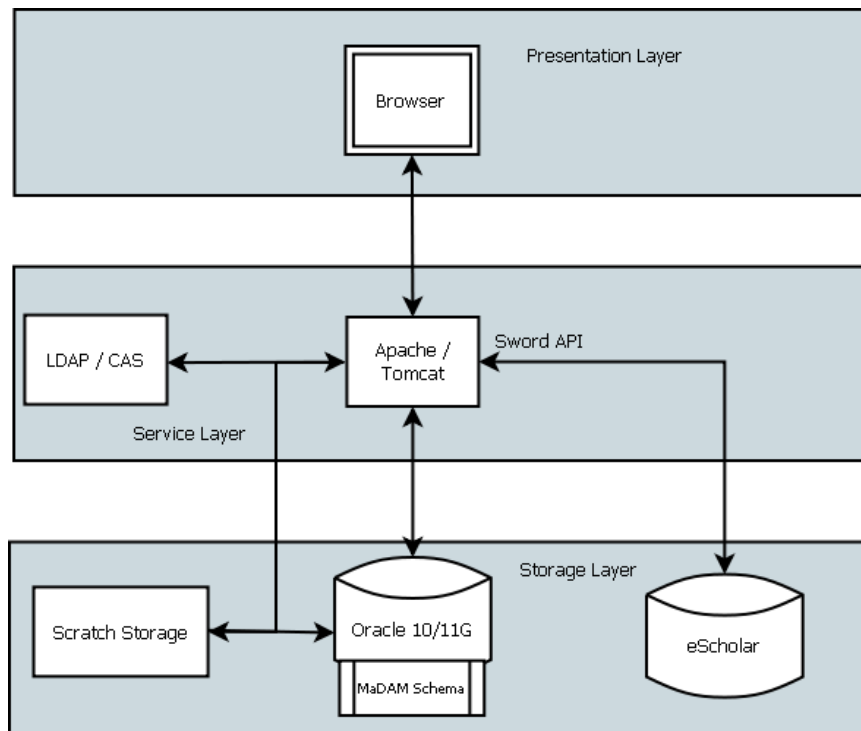 Presentation Layer
Browser
LDAP / CAS
Apache /
Tomcat
Sword API
Service Layer
Storage Layer
Scratch Storage
Oracle 10/11G
MaDAM Schema
eScholar